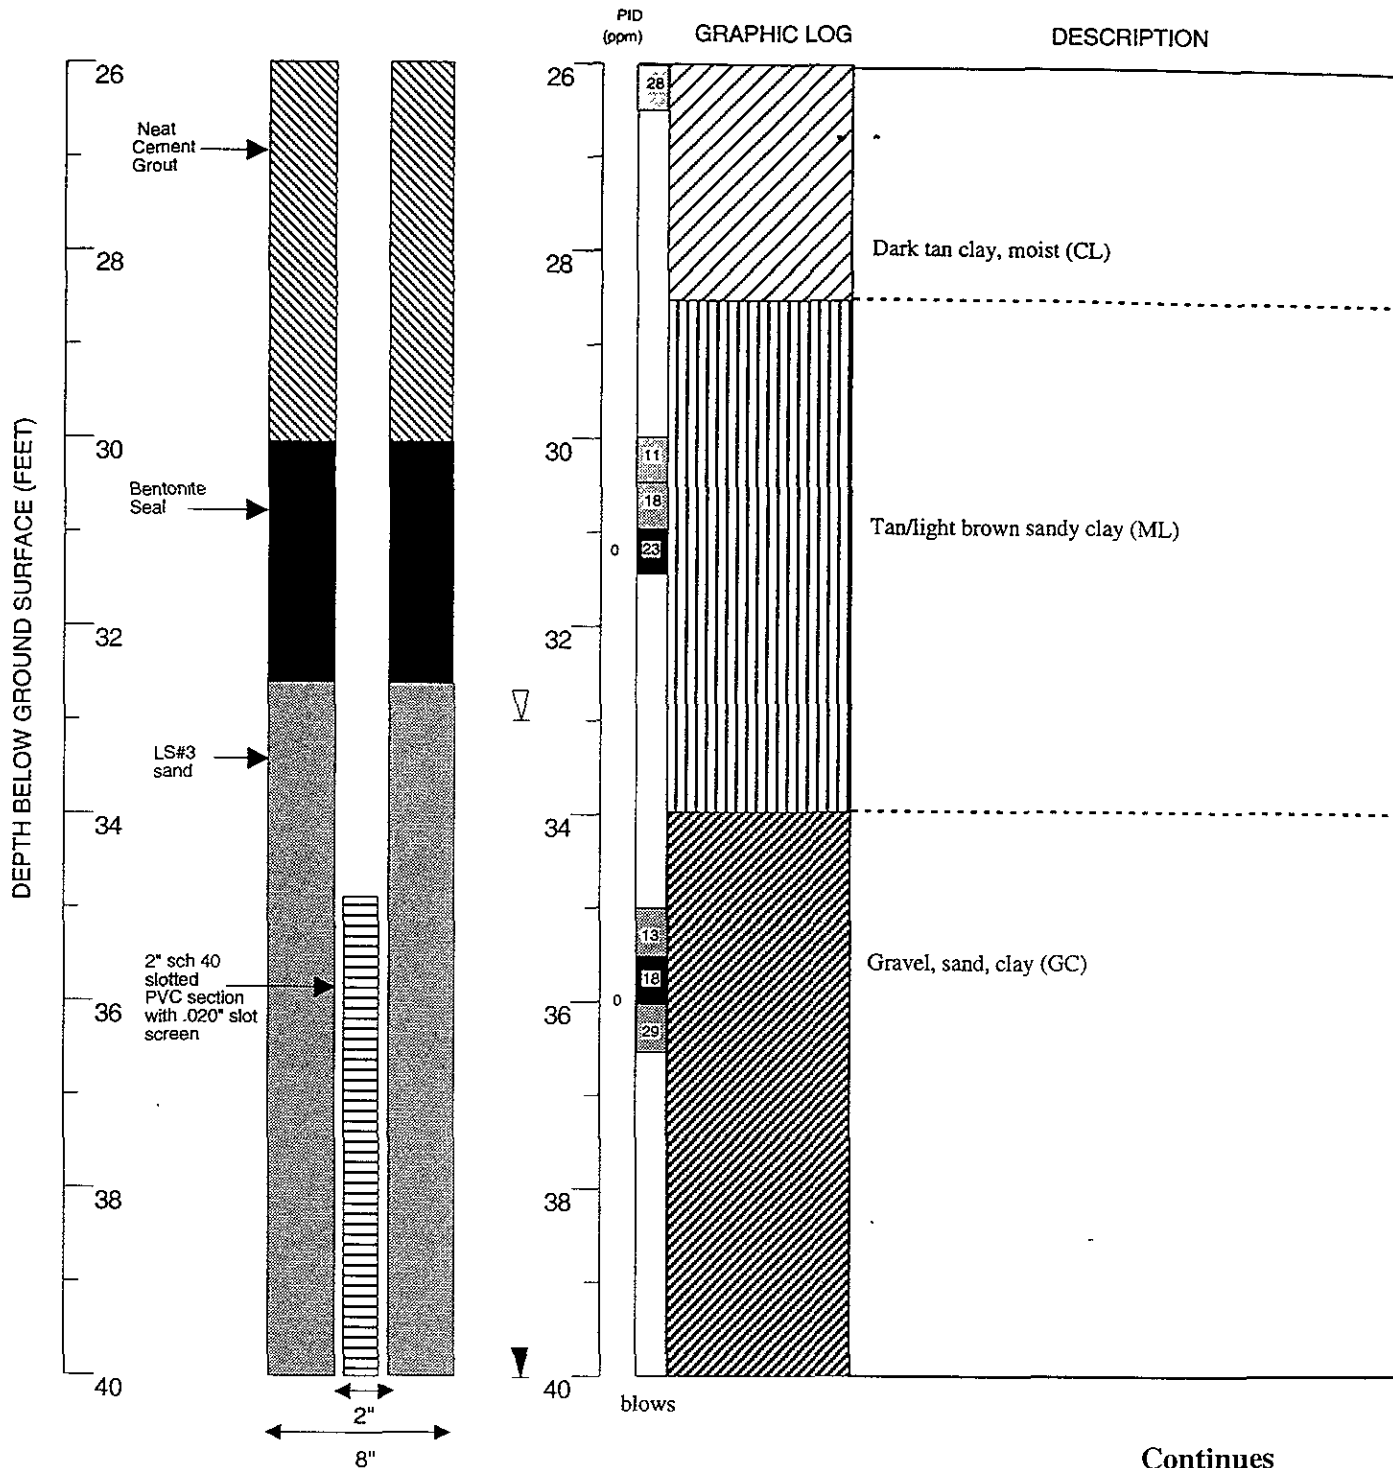 PID
(ppm)
GRAPHIC LOG
DESCRIPTION
DEPTH BELOW GROUND SURFACE (FEET)
26
28
30
32
34
36
38
40
Neat
Cement
Grout
Bentonite
Seal
LS#3
sand
2" sch 40
slotted
PVC section
with .020" slot
screen
2"
8"
26
28
30
32
34
36
38
40
0
0
28
11
18
23
13
18
29
blows
Dark tan clay, moist (CL)
Tan/light brown sandy clay (ML)
Gravel, sand, clay (GC)
Continues